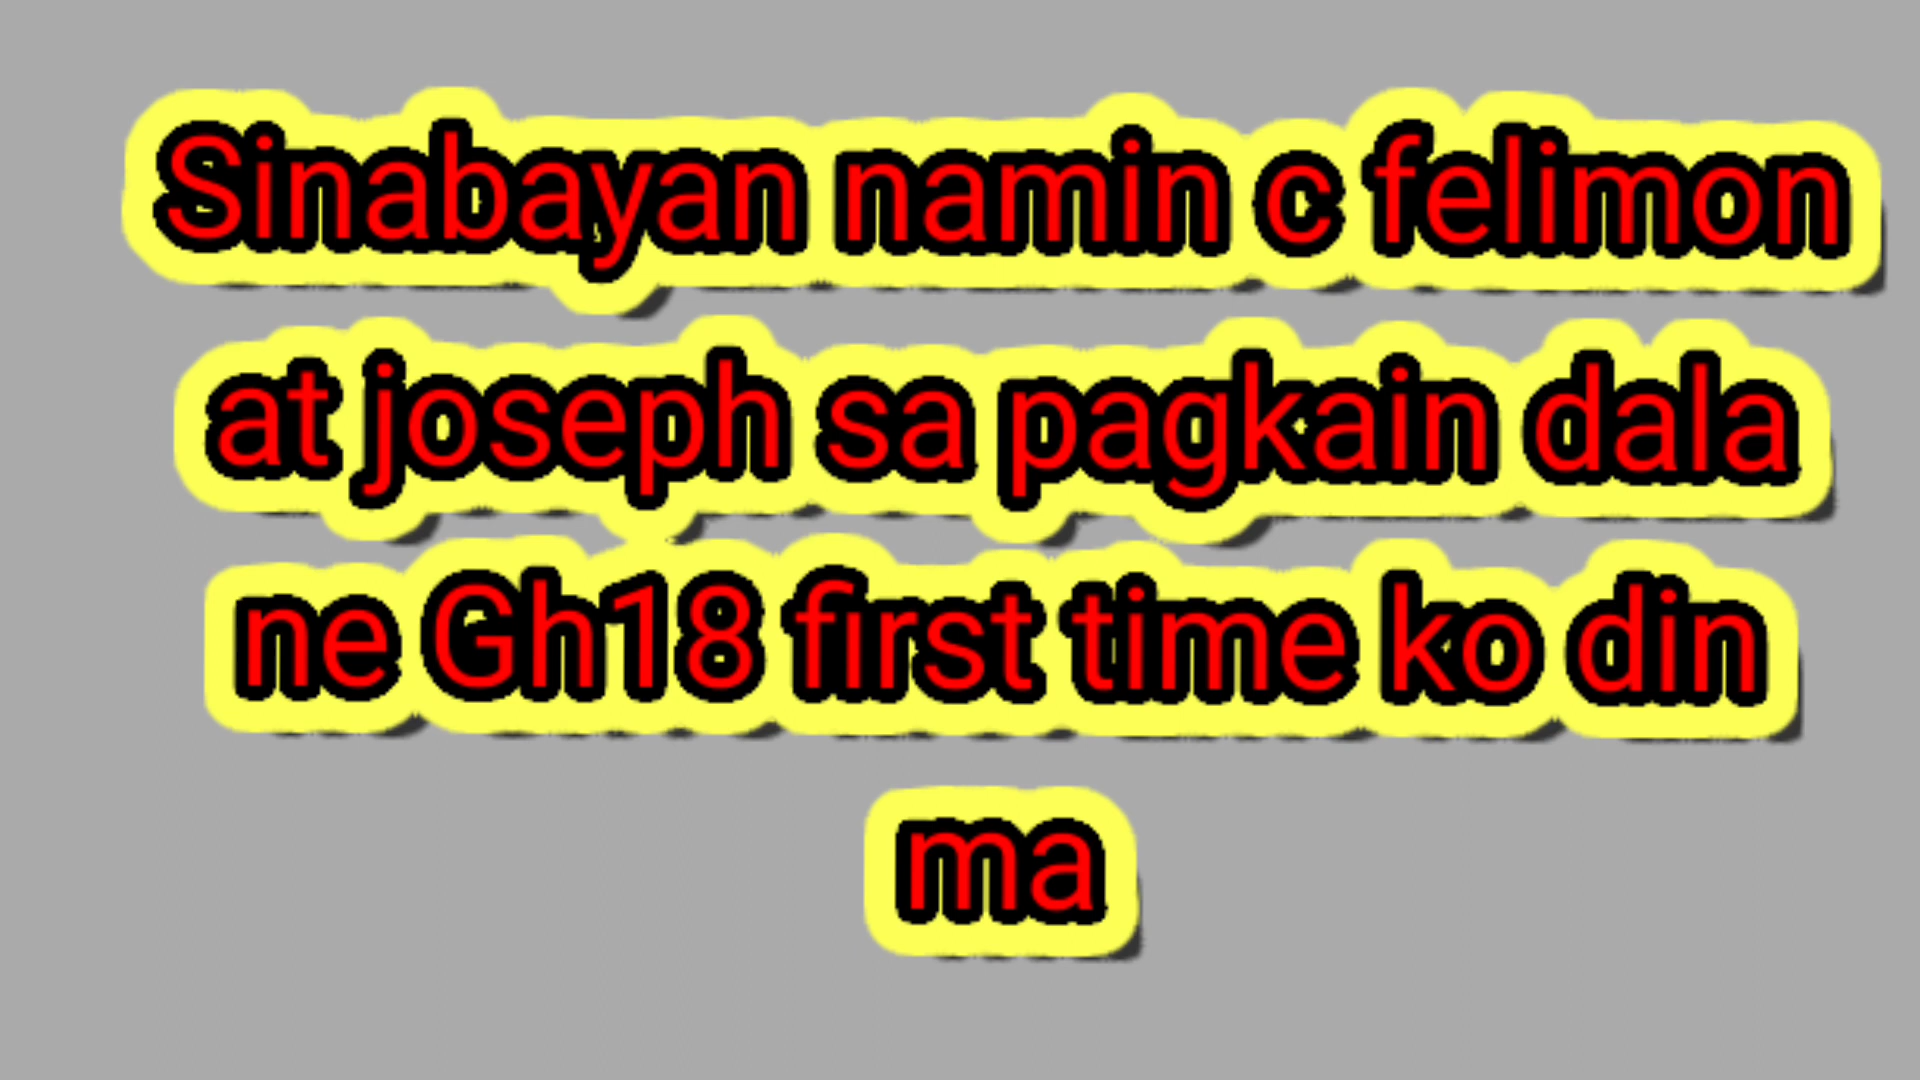 Sinabayan namin c felimon
at joseph sa pagkain dala
ne Gh18 first time ko din
ma